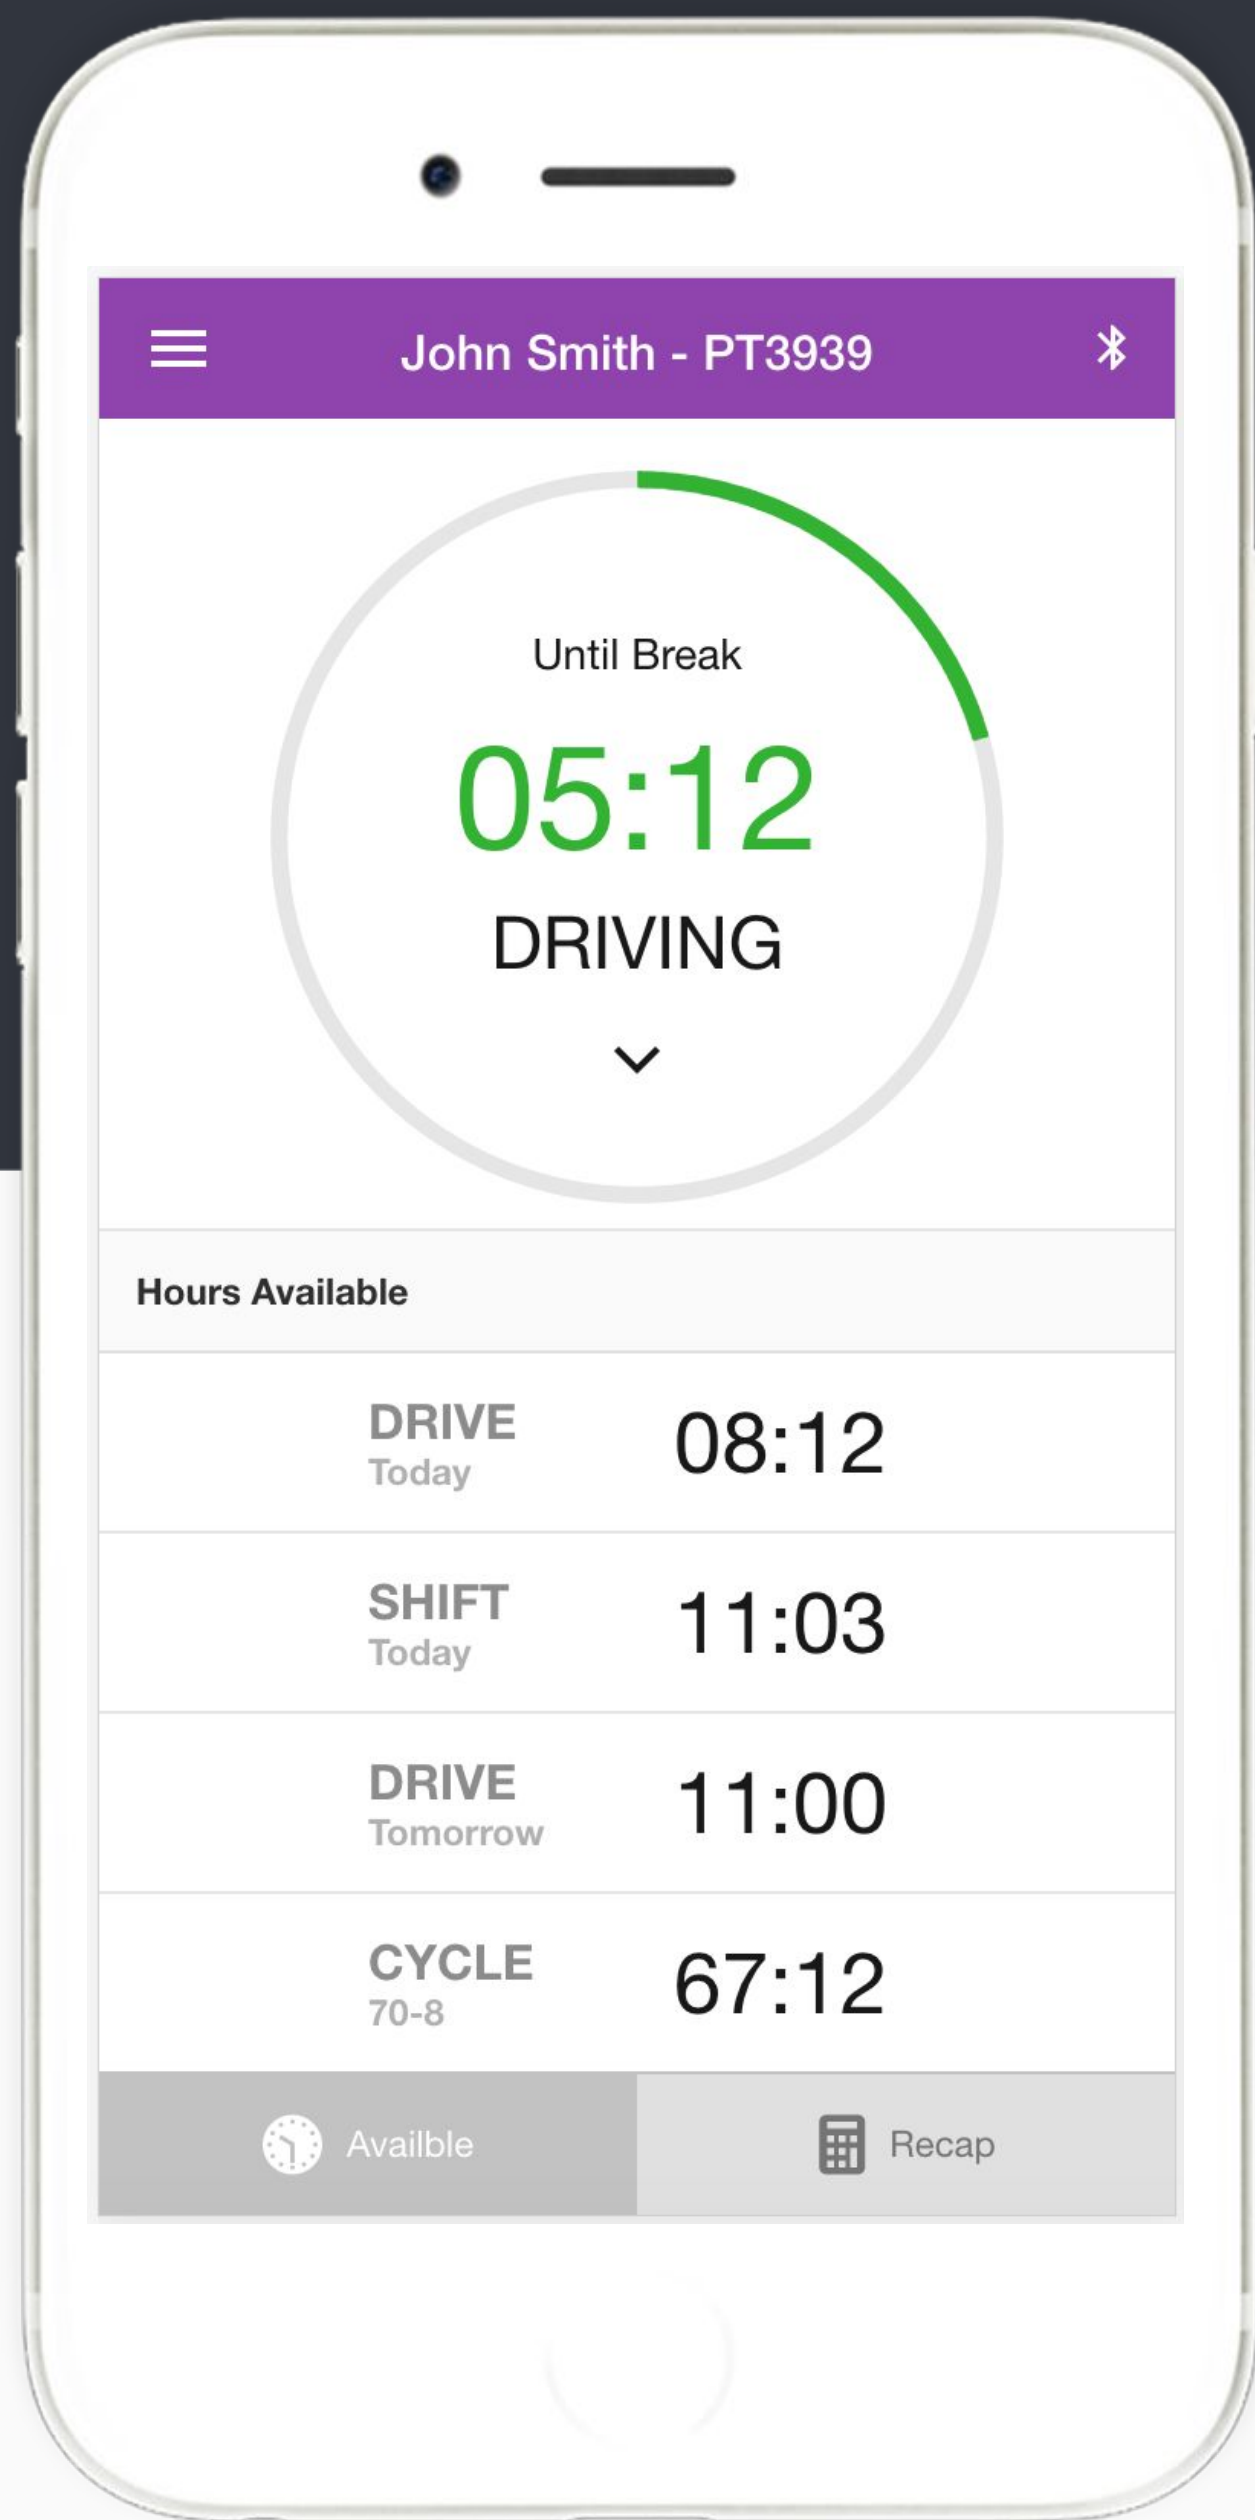 John Smith - PT3939
Until Break
05:12
DRIVING
Hours Available
DRIVE
Today
08:12
SHIFT
Today
11:03
DRIVE
Tomorrow
11:00
CYCLE
70-8
67:12
Availble
Recap